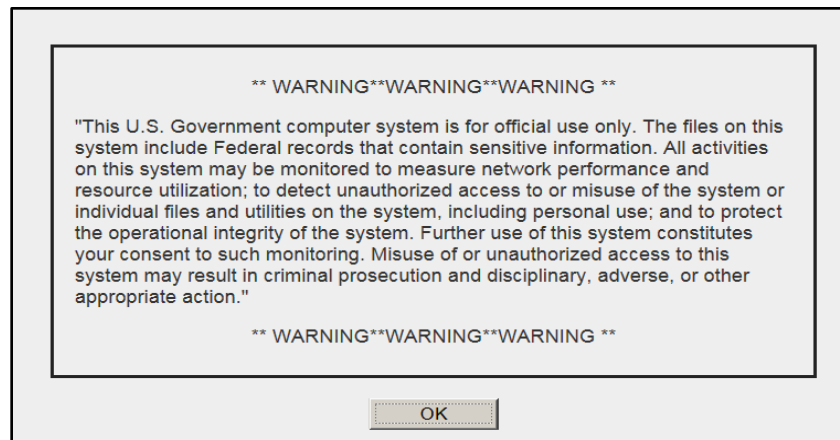 ** WARNING**WARNING**WARNING **
"This U.S. Government computer system is for official use only. The files on this
system include Federal records that contain sensitive information. All activities
on this system may be monitored to measure network performance and
resource utilization; to detect unauthorized access to or misuse of the system or
individual files and utilities on the system, including personal use; and to protect
the operational integrity of the system. Further use of this system constitutes
your consent to such monitoring. Misuse of or unauthorized access to this
system may result in criminal prosecution and disciplinary, adverse, or other
appropriate action."
** WARNING**WARNING**WARNING **
OK